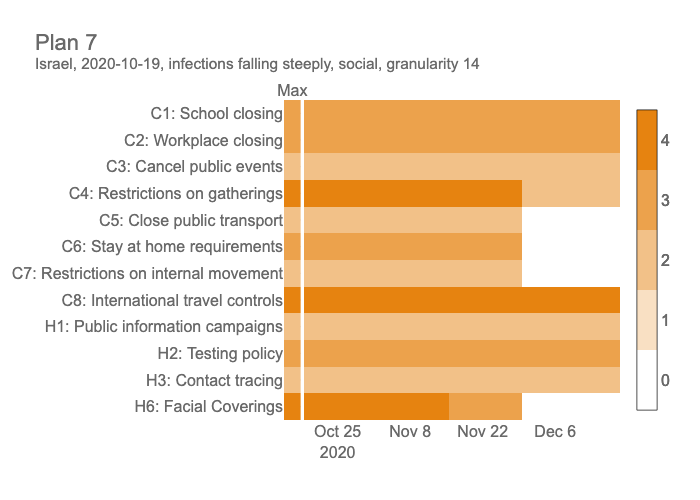 Plan 7
Israel, 2020-10-19, infections falling steeply, social, granularity 14
Max
C1: School closing
C2: Workplace closing
C3: Cancel public events
C4: Restrictions on gatherings
C5: Close public transport
C6: Stay at home requirements
C7: Restrictions on internal movement
C8: International travel controls
H1: Public information campaigns
H2: Testing policy
H3: Contact tracing
H6: Facial Coverings
4
3
2
1
0
Oct 25 Nov 8 Nov 22 Dec 6
2020